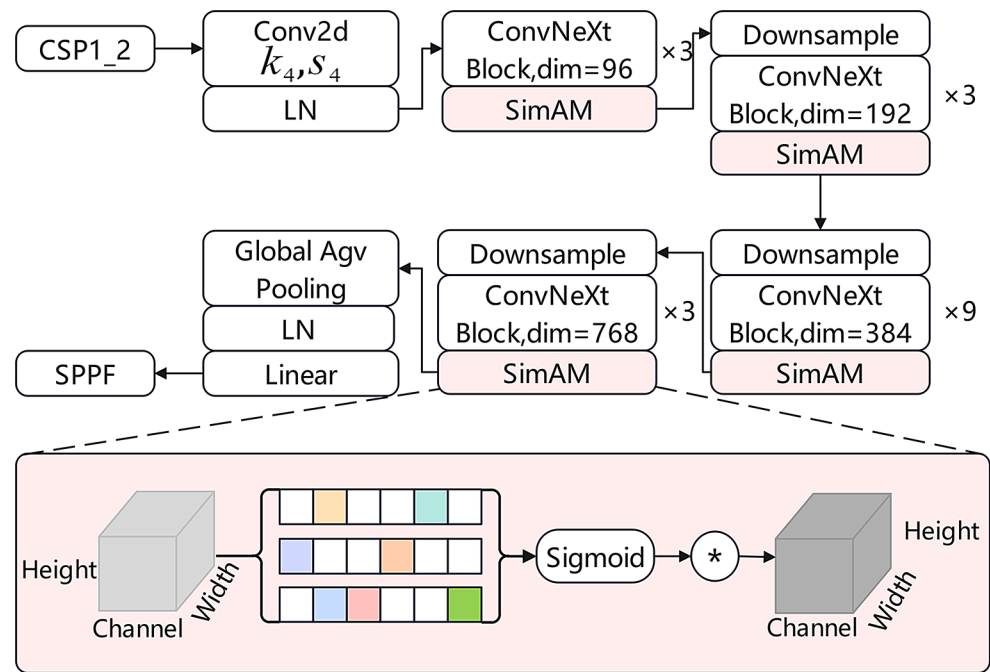 CSP1_2
Conv2d
k4,s4
LN
ConvNeXt
Block,dim=96
×3
SimAM
Downsample
ConvNeXt
Block,dim=192
×3
SimAM
Downsample
ConvNeXt
Block,dim=384
×9
SimAM
Downsample
ConvNeXt
Block,dim=768
×3
SimAM
Global Agv
Pooling
LN
Linear
SPPF
Height
Channel
Width
Sigmoid
*
Height
Width
Channel